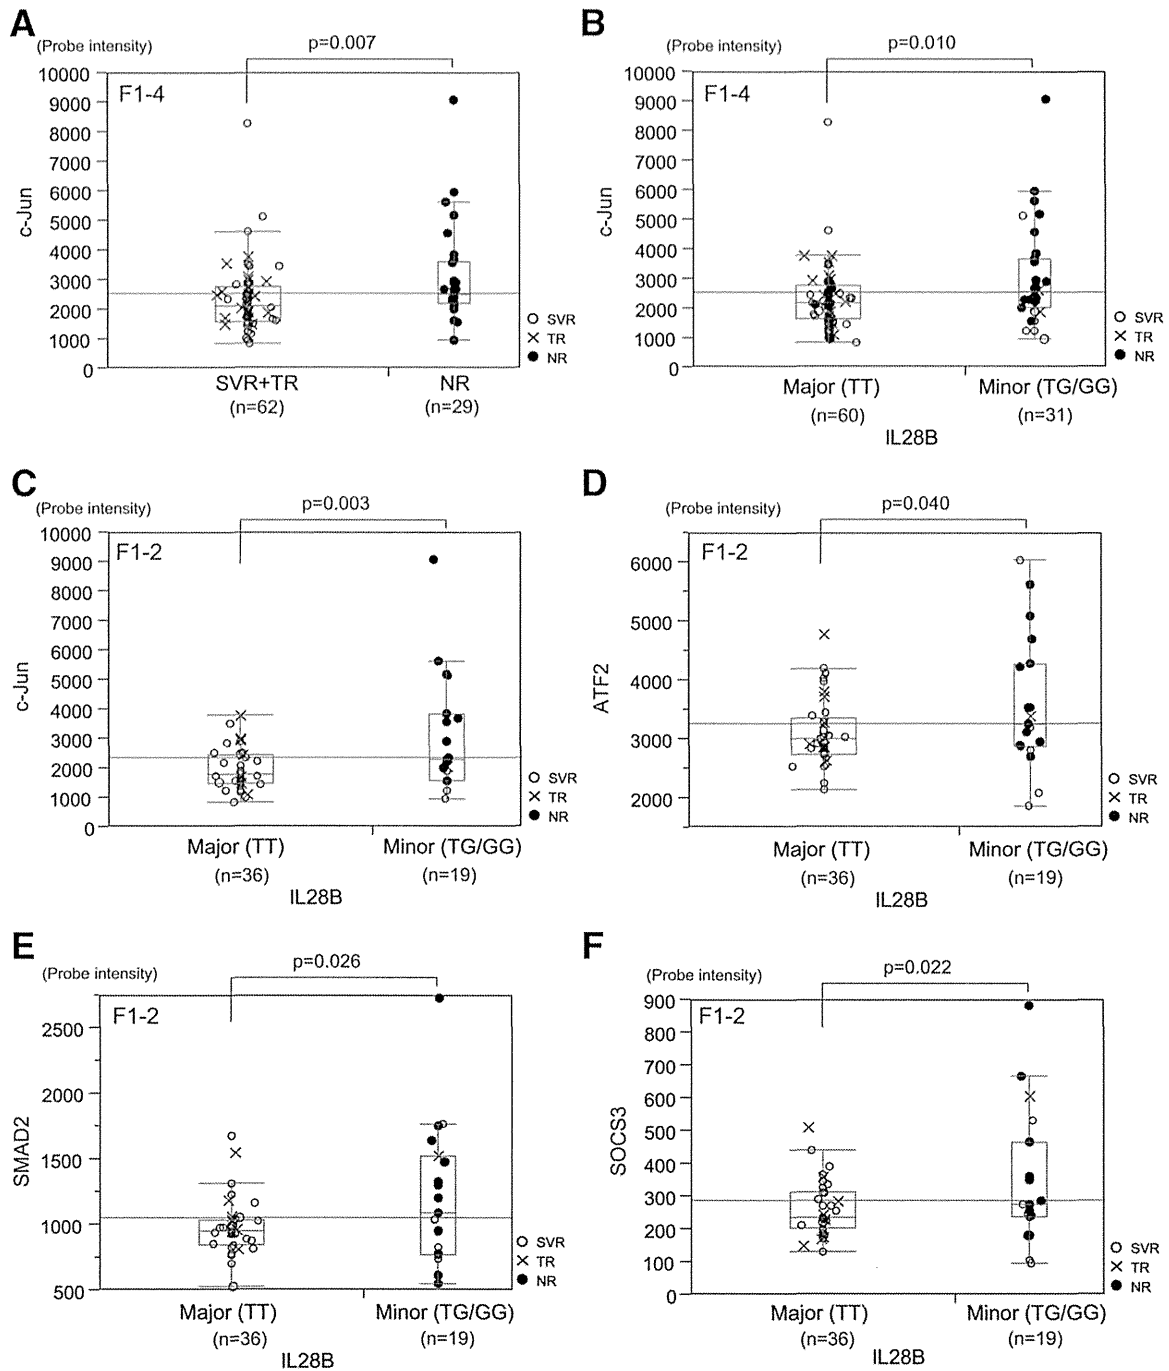 A
(Probe intensity)
p=0.007
F1-4
10000
9000
8000
7000
6000
5000
4000
3000
2000
1000
0
c-Jun
SVR
TR
NR
SVR+TR
NR
(n=62)
(n=29)
B
(Probe intensity)
p=0.010
F1-4
10000
9000
8000
7000
6000
5000
4000
3000
2000
1000
0
c-Jun
SVR
TR
NR
Major (TT)
Minor (TG/GG)
(n=60)
(n=31)
IL28B
C
(Probe intensity)
p=0.003
F1-2
10000
9000
8000
7000
6000
5000
4000
3000
2000
1000
0
c-Jun
SVR
TR
NR
Major (TT)
Minor (TG/GG)
(n=36)
(n=19)
IL28B
D
(Probe intensity)
p=0.040
F1-2
6000
5000
4000
3000
2000
ATF2
SVR
TR
NR
Major (TT)
Minor (TG/GG)
(n=36)
(n=19)
IL28B
E
(Probe intensity)
p=0.026
F1-2
2500
2000
1500
1000
500
SMAD2
SVR
TR
NR
Major (TT)
Minor (TG/GG)
(n=36)
(n=19)
IL28B
F
(Probe intensity)
p=0.022
F1-2
900
800
700
600
500
400
300
200
100
0
SOCS3
SVR
TR
NR
Major (TT)
Minor (TG/GG)
(n=36)
(n=19)
IL28B